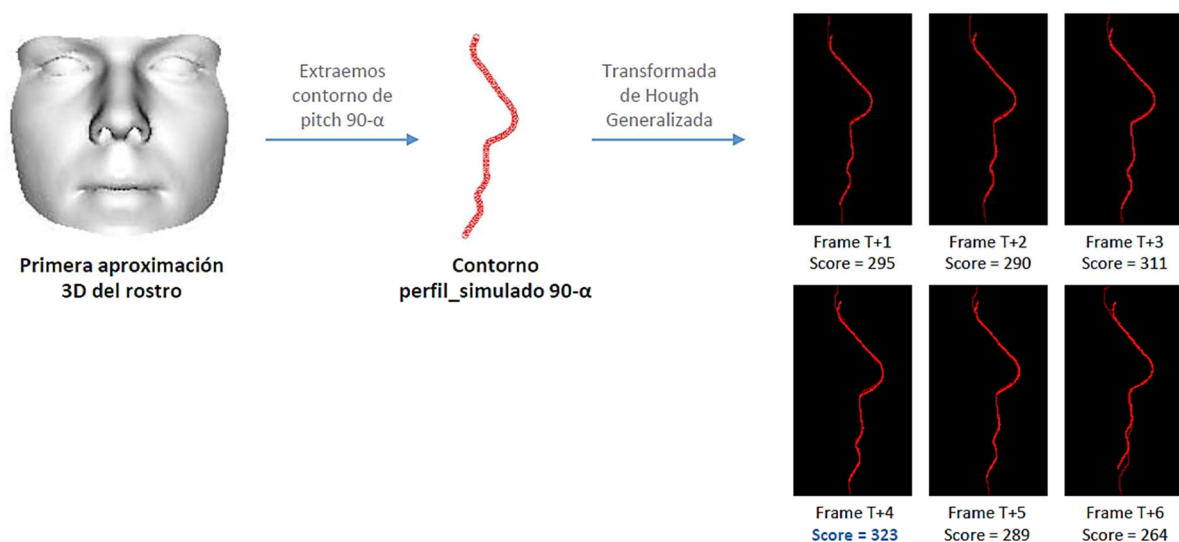 Extraemos
contorno de
pitch 90-α
Transformada
de Hough
Generalizada
Primera aproximación
3D del rostro
Contorno
perfil_simulado 90-α
Frame T+1
Score = 295
Frame T+2
Score = 290
Frame T+3
Score = 311
Frame T+4
Score = 323
Frame T+5
Score = 289
Frame T+6
Score = 264